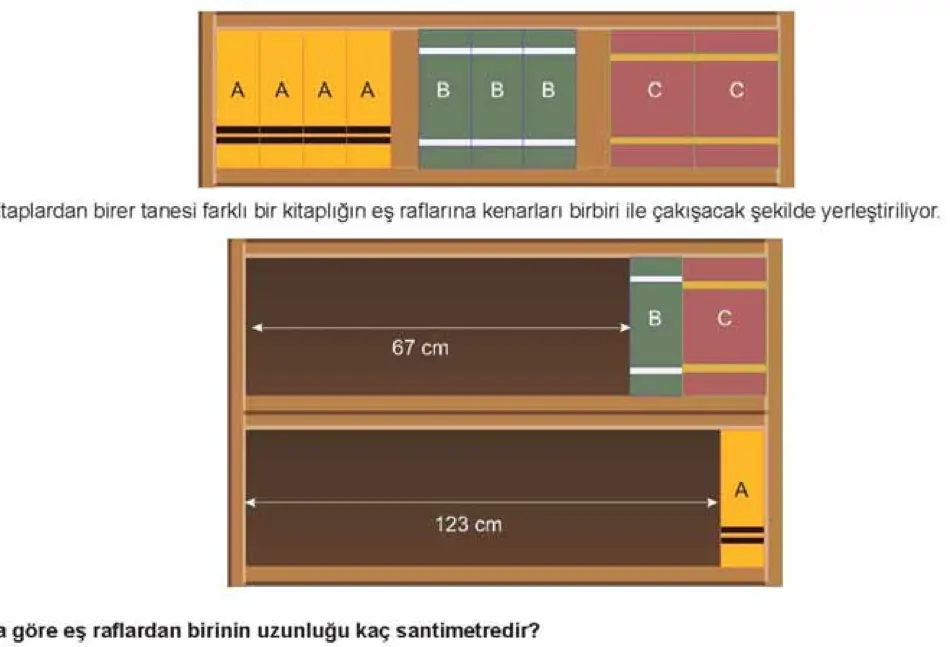 A A A A B B B C C
taplardan birer tanesi farklı bir kitaplığın eş raflarına kenarları birbiri ile çakışacak şekilde yerleştiriliyor.
B C
67 cm
A
123 cm
a göre eş raflardan birinin uzunluğu kaç santimetredir?